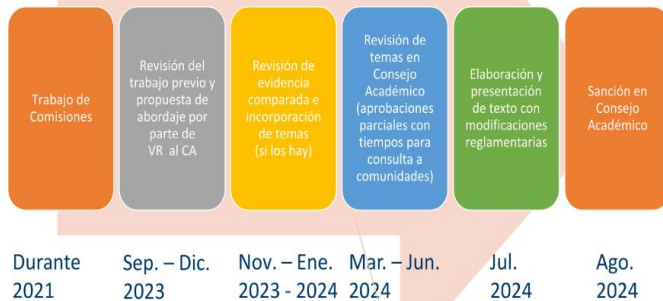 Trabajo de
Comisiones
Revisión del
trabajo previo y
propuesta de
abordaje por
parte de
VR al CA
Revisión de
evidencia
comparada e
incorporación
de temas
(si los hay)
Revisión de
temas en
Consejo
Académico
(aprobaciones
parciales con
tiempos para
consulta a
comunidades)
Elaboración y
presentación
de texto con
modificaciones
reglamentarias
Sanción en
Consejo
Académico
Durante
2021
Sep. – Dic.
2023
Nov. – Ene.
2023 - 2024
Mar. – Jun.
2024
Jul.
2024
Ago.
2024